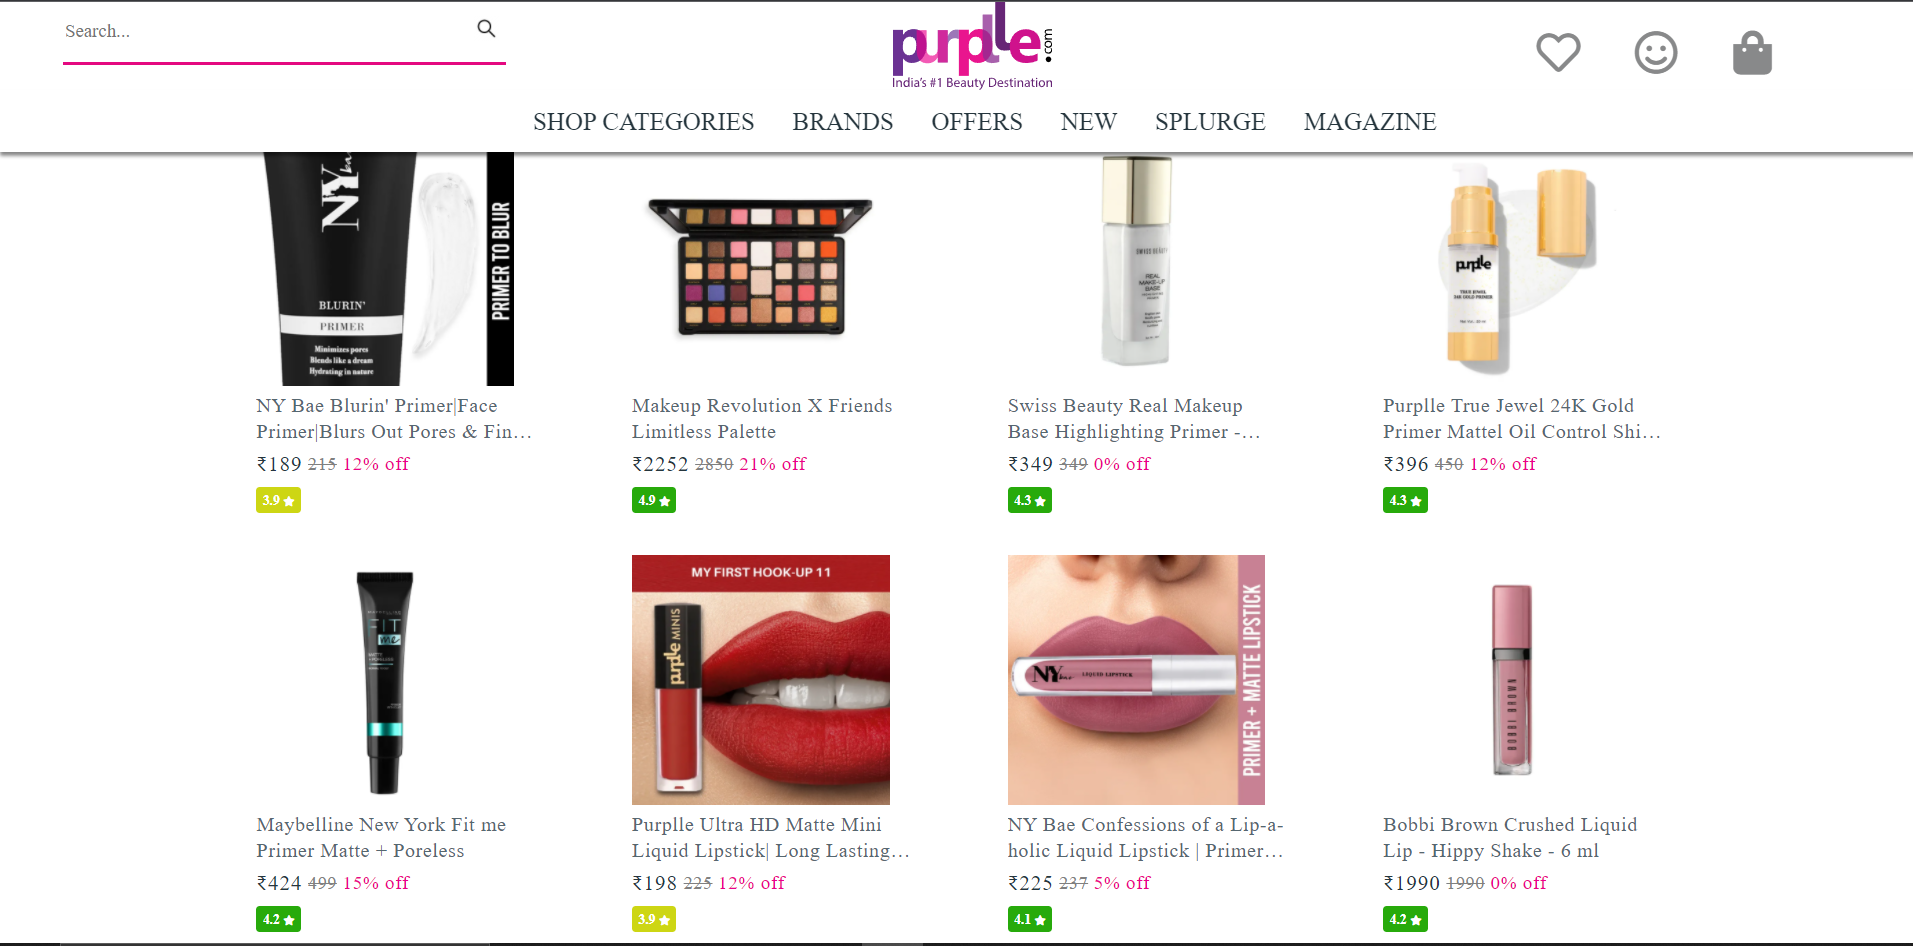 Search...
purplle.com
India's #1 Beauty Destination
SHOP CATEGORIES BRANDS OFFERS NEW SPLURGE MAGAZINE
NY bae
BLURIN'
PRIMER
Minimizes pores
Blends like a dream
Hydrating in nature
PRIMER TO BLUR
SWISS BEAUTY
REAL
MAKE-UP
BASE
purplle
TRUE JEWEL
24K GOLD PRIMER
NY Bae Blurin' Primer|Face
Primer|Blurs Out Pores & Fin...
₹189 215 12% off
3.9
Makeup Revolution X Friends
Limitless Palette
₹2252 2850 21% off
4.9
Swiss Beauty Real Makeup
Base Highlighting Primer -...
₹349 349 0% off
4.3
Purplle True Jewel 24K Gold
Primer Mattel Oil Control Shi...
₹396 450 12% off
4.3
MAYBELLINE
FIT
me
MATTE
+ PORELESS
MY FIRST HOOK-UP 11
purplle MINIS
NY bae LIQUID LIPSTICK
PRIMER + MATTE LIPSTICK
BOBBI BROWN
Maybelline New York Fit me
Primer Matte + Poreless
₹424 499 15% off
4.2
Purplle Ultra HD Matte Mini
Liquid Lipstick| Long Lasting...
₹198 225 12% off
3.9
NY Bae Confessions of a Lip-a-
holic Liquid Lipstick | Primer...
₹225 237 5% off
4.1
Bobbi Brown Crushed Liquid
Lip - Hippy Shake - 6 ml
₹1990 1990 0% off
4.2